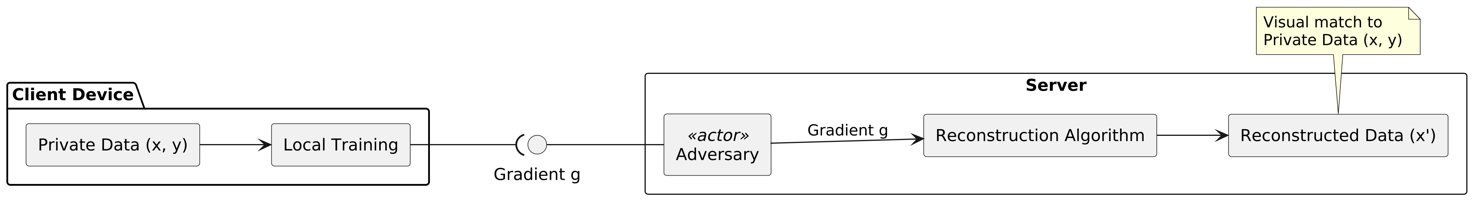 Visual match to
Private Data (x, y)
Client Device
Server
Private Data (x, y)
Local Training
Gradient g
«actor»
Adversary
Gradient g
Reconstruction Algorithm
Reconstructed Data (x')